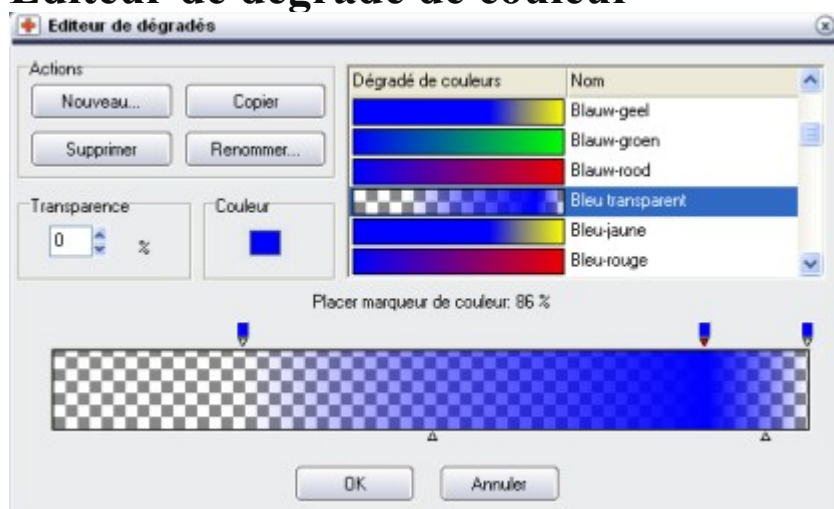 Editeur de dégradé de couleur
Editeur de dégradés
Actions
Nouveau... Copier
Supprimer Renommer...
Transparence
0 %
Couleur
Dégradé de couleurs Nom
Blauw-geel
Blauw-groen
Blauw-rood
Bleu transparent
Bleu-jaune
Bleu-rouge
Placer marqueur de couleur: 86 %
OK Annuler